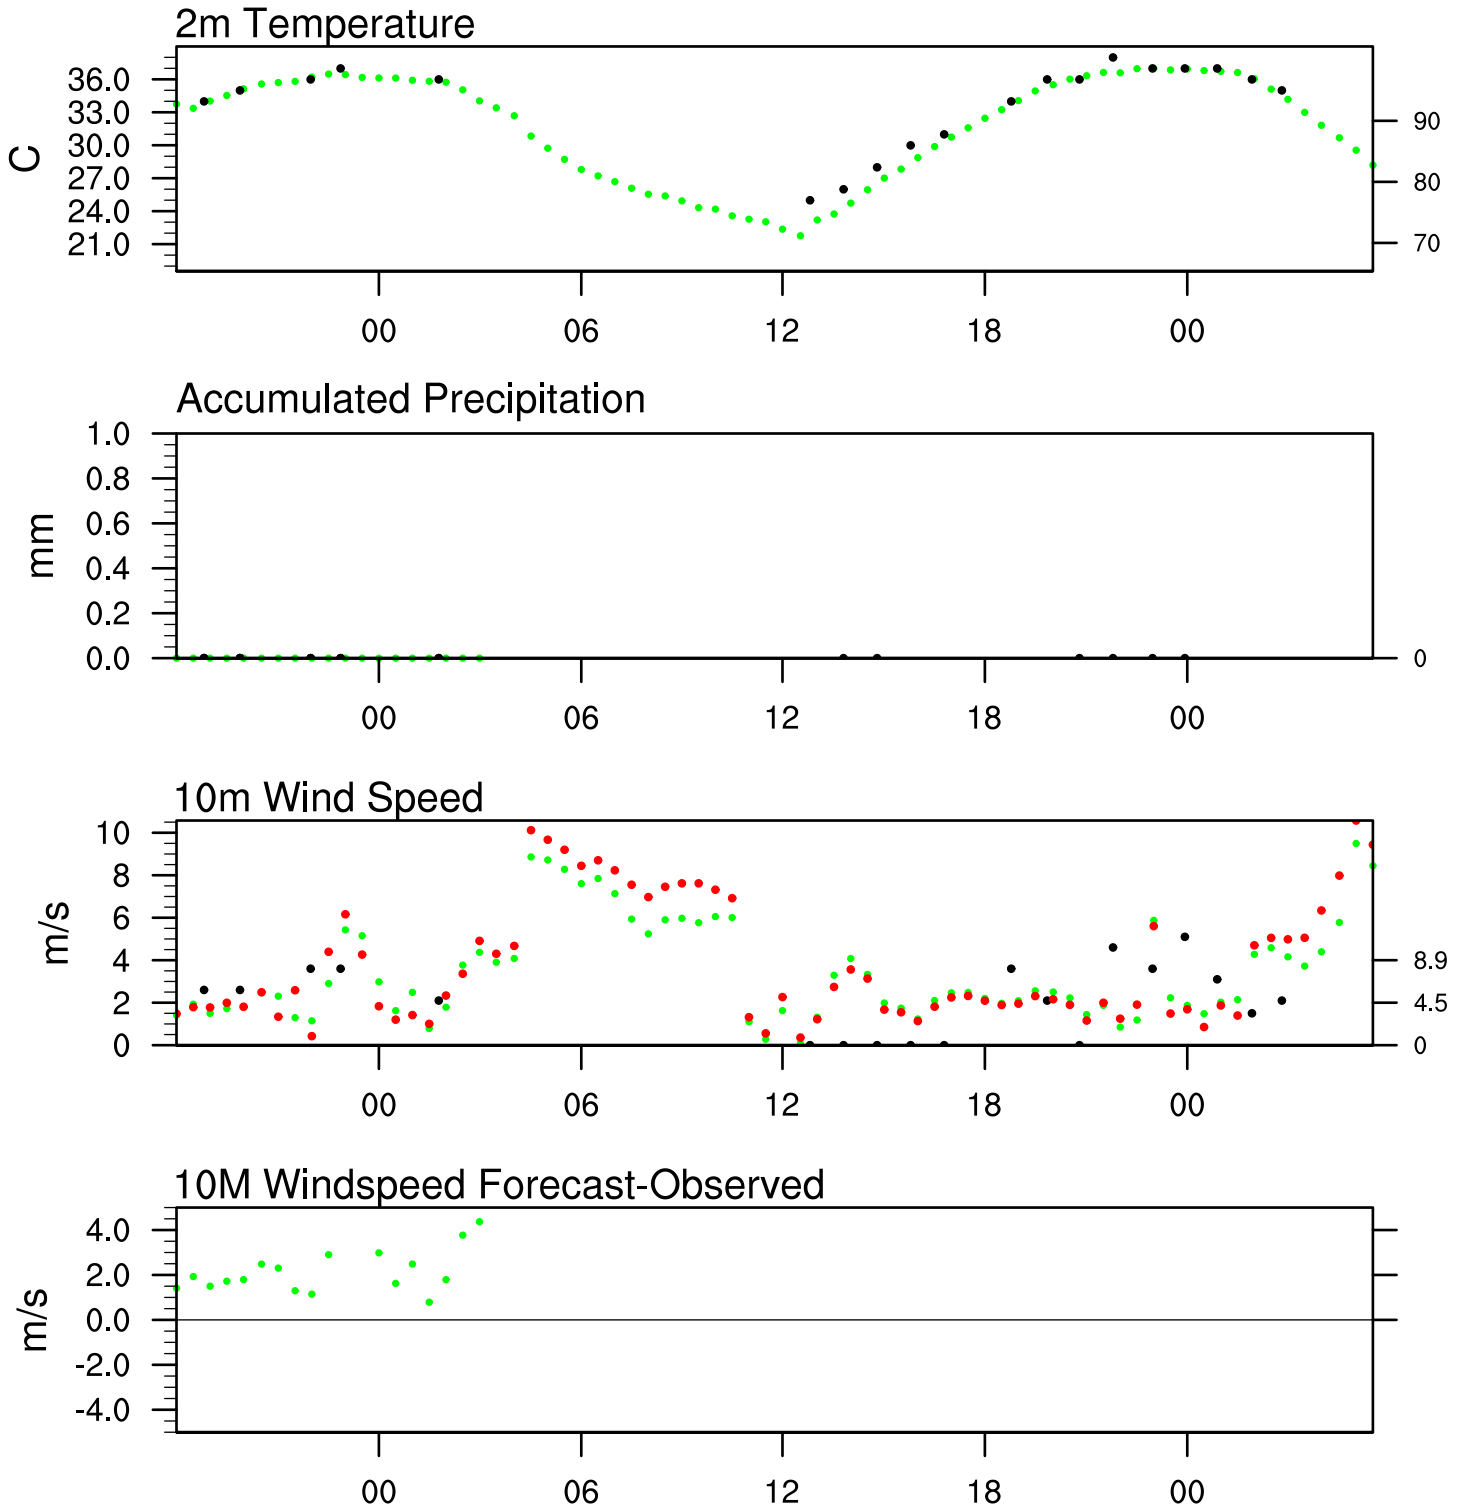 2m Temperature
36.0
33.0
30.0
27.0
24.0
21.0
C
90
80
70
00 06 12 18 00
Accumulated Precipitation
1.0
0.8
0.6
0.4
0.2
0.0
mm
0
00 06 12 18 00
10m Wind Speed
10
8
6
4
2
0
m/s
8.9
4.5
0
00 06 12 18 00
10M Windspeed Forecast-Observed
4.0
2.0
0.0
-2.0
-4.0
m/s
00 06 12 18 00